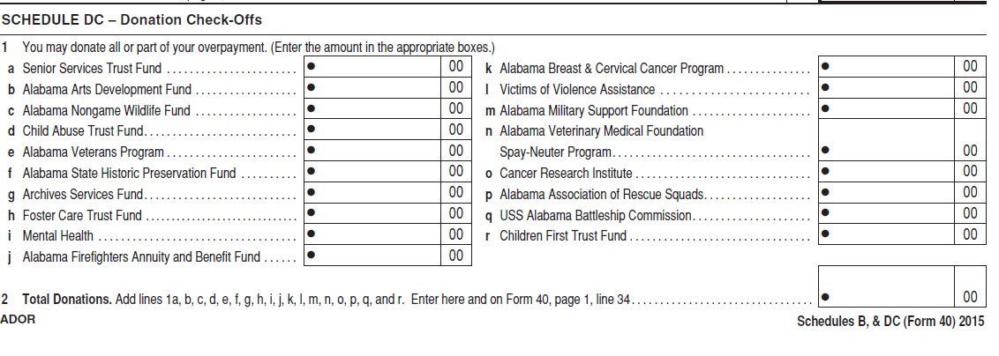 SCHEDULE DC – Donation Check-Offs
1 You may donate all or part of your overpayment. (Enter the amount in the appropriate boxes.)
a Senior Services Trust Fund . . . . . . . . . . . . . . . . . . . . . . . ● 00
b Alabama Arts Development Fund . . . . . . . . . . . . . . . . . . ● 00
c Alabama Nongame Wildlife Fund . . . . . . . . . . . . . . . . . . ● 00
d Child Abuse Trust Fund. . . . . . . . . . . . . . . . . . . . . . . . . . . ● 00
e Alabama Veterans Program . . . . . . . . . . . . . . . . . . . . . . . ● 00
f Alabama State Historic Preservation Fund . . . . . . . . . . ● 00
g Archives Services Fund. . . . . . . . . . . . . . . . . . . . . . . . . . . ● 00
h Foster Care Trust Fund . . . . . . . . . . . . . . . . . . . . . . . . . . . ● 00
i Mental Health . . . . . . . . . . . . . . . . . . . . . . . . . . . . . . . . . . . ● 00
j Alabama Firefighters Annuity and Benefit Fund . . . . . . ● 00
k Alabama Breast & Cervical Cancer Program . . . . . . . . . . . . . . . ● 00
l Victims of Violence Assistance . . . . . . . . . . . . . . . . . . . . . . . . . . ● 00
m Alabama Military Support Foundation . . . . . . . . . . . . . . . . . . . . . ● 00
n Alabama Veterinary Medical Foundation
Spay-Neuter Program. . . . . . . . . . . . . . . . . . . . . . . . . . . . . . . . . . . ● 00
o Cancer Research Institute . . . . . . . . . . . . . . . . . . . . . . . . . . . . . . . ● 00
p Alabama Association of Rescue Squads. . . . . . . . . . . . . . . . . . . ● 00
q USS Alabama Battleship Commission. . . . . . . . . . . . . . . . . . . . . ● 00
r Children First Trust Fund . . . . . . . . . . . . . . . . . . . . . . . . . . . . . . . . ● 00
2 Total Donations. Add lines 1a, b, c, d, e, f, g, h, i, j, k, l, m, n, o, p, q, and r. Enter here and on Form 40, page 1, line 34. . . . . . . . . . . . . . . . . . . . . . . . . . . . . . . . ● 00
ADOR Schedules B, & DC (Form 40) 2015